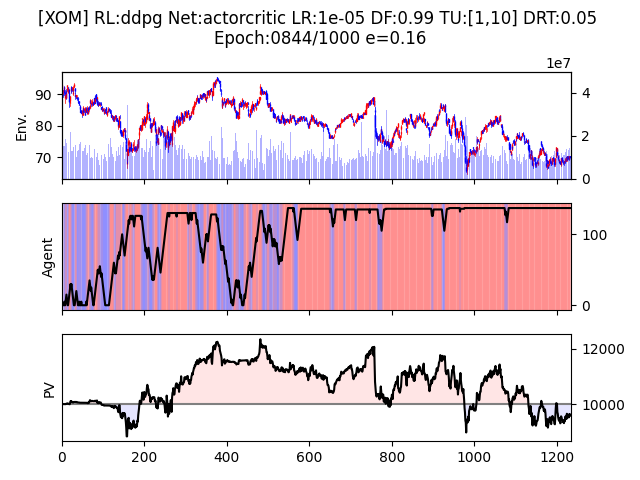 [XOM] RL:ddpg Net:actorcritic LR:1e-05 DF:0.99 TU:[1,10] DRT:0.05
Epoch:0844/1000 e=0.16
1e7
Env.
90
80
70
4
2
0
Agent
100
0
PV
12000
10000
0
200
400
600
800
1000
1200